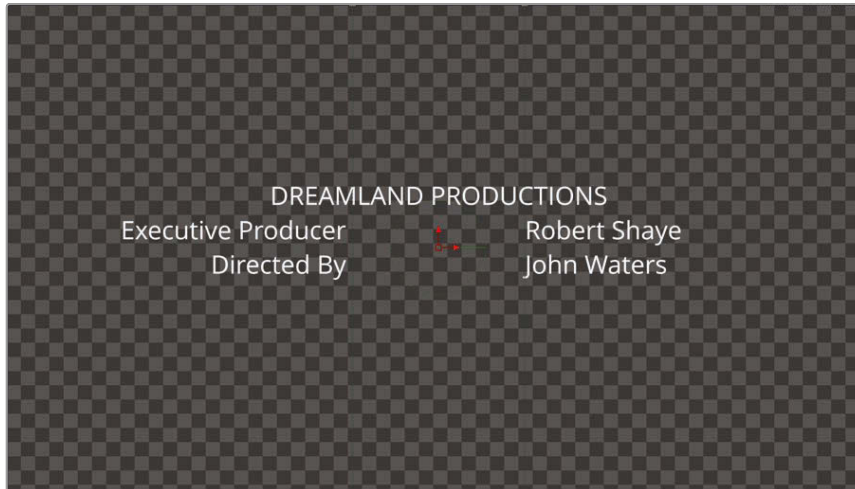 DREAMLAND PRODUCTIONS
Executive Producer Robert Shaye
Directed By John Waters